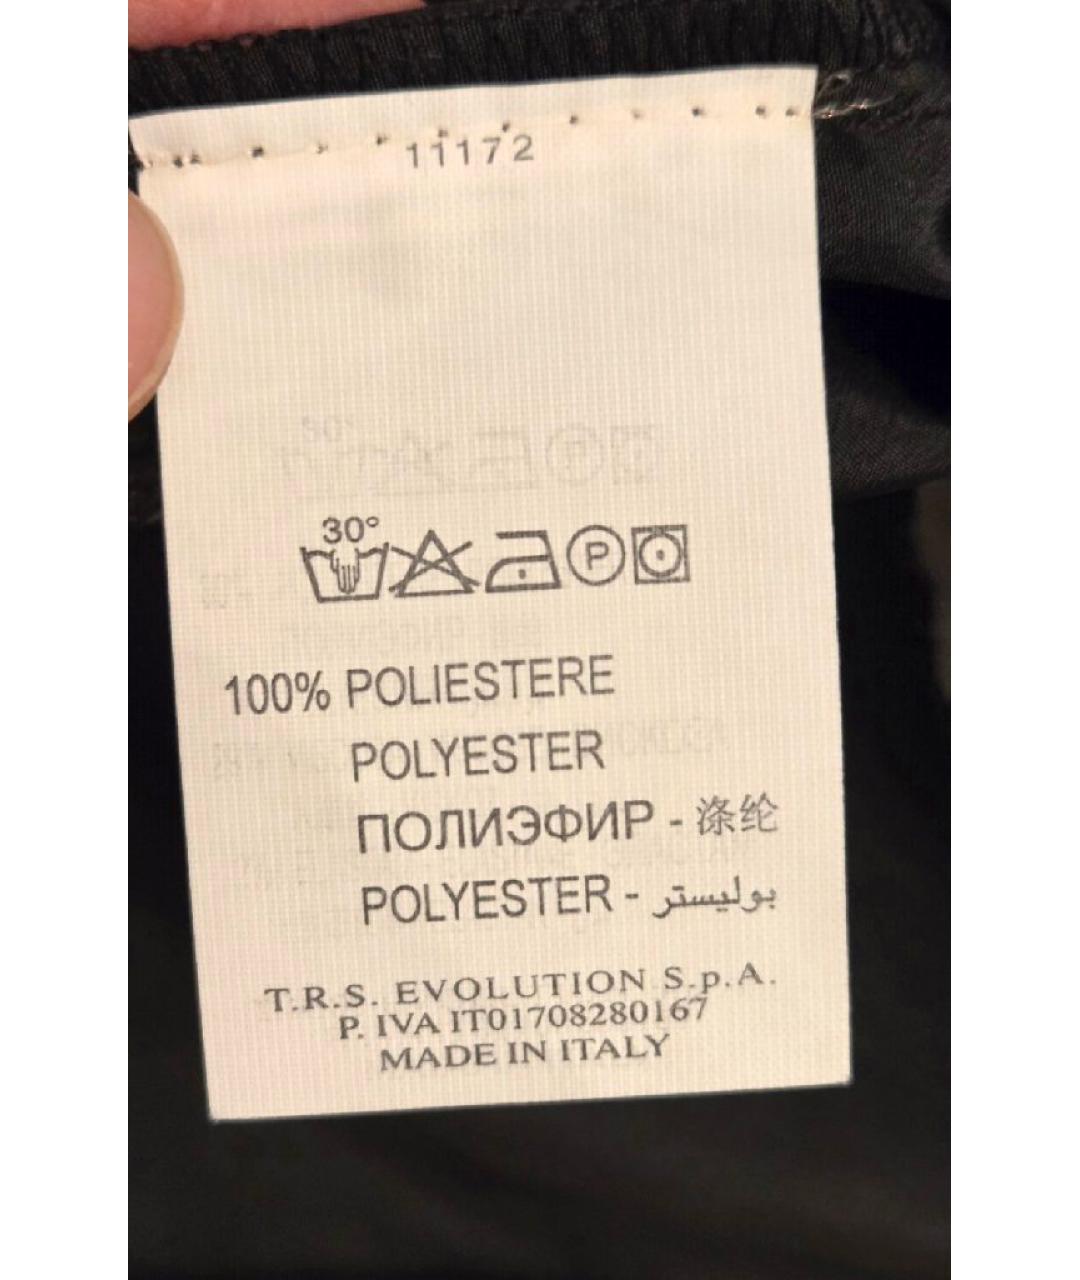 11172
30°
P
100% POLIESTERE
POLYESTER
ПОЛИЭФИР - 涤纶
POLYESTER - بوليستر
T.R.S. EVOLUTION S.p.A.
P. IVA IT01708280167
MADE IN ITALY